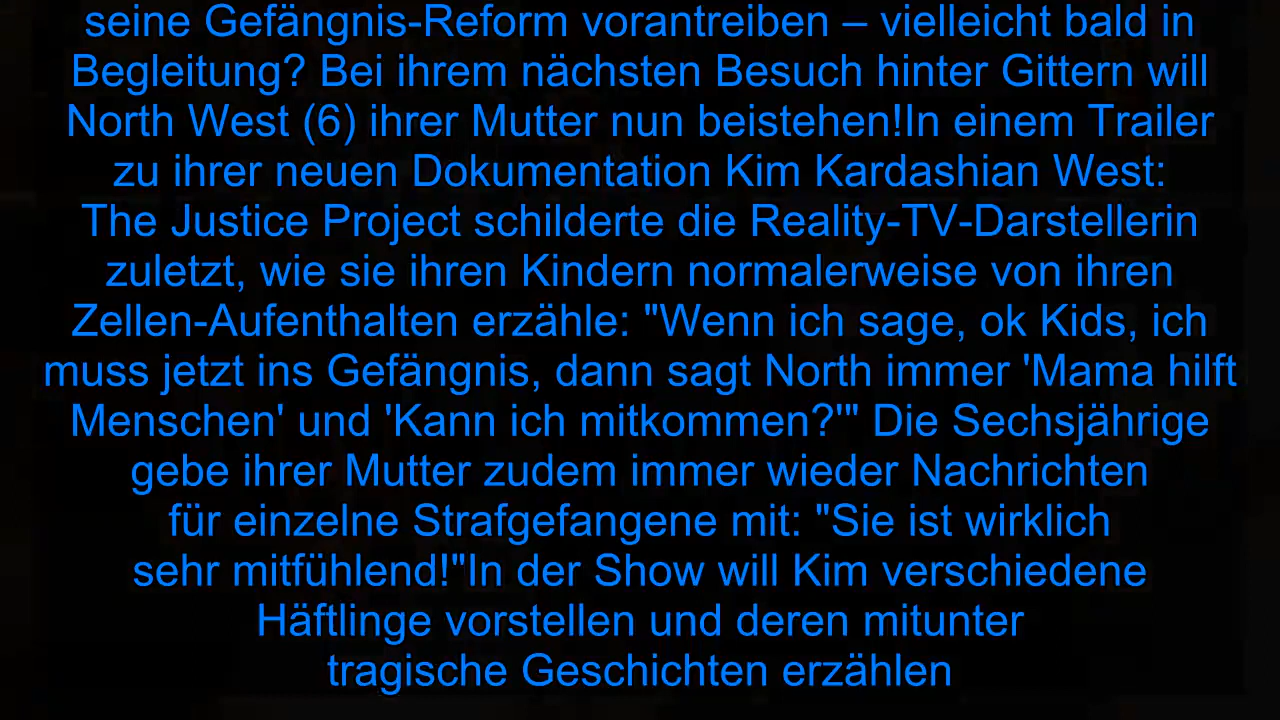 seine Gefängnis-Reform vorantreiben – vielleicht bald in
Begleitung? Bei ihrem nächsten Besuch hinter Gittern will
North West (6) ihrer Mutter nun beistehen!In einem Trailer
zu ihrer neuen Dokumentation Kim Kardashian West:
The Justice Project schilderte die Reality-TV-Darstellerin
zuletzt, wie sie ihren Kindern normalerweise von ihren
Zellen-Aufenthalten erzähle: "Wenn ich sage, ok Kids, ich
muss jetzt ins Gefängnis, dann sagt North immer 'Mama hilft
Menschen' und 'Kann ich mitkommen?'" Die Sechsjährige
gebe ihrer Mutter zudem immer wieder Nachrichten
für einzelne Strafgefangene mit: "Sie ist wirklich
sehr mitfühlend!"In der Show will Kim verschiedene
Häftlinge vorstellen und deren mitunter
tragische Geschichten erzählen